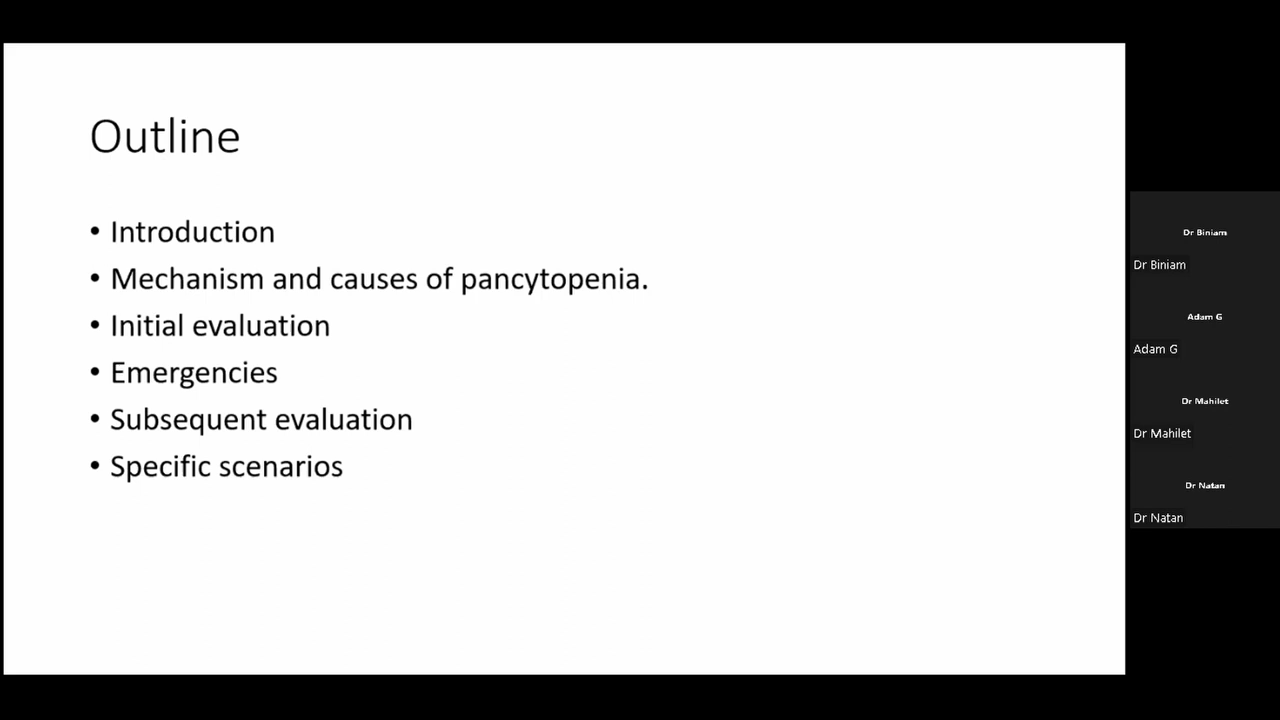 Outline
• Introduction
• Mechanism and causes of pancytopenia.
• Initial evaluation
• Emergencies
• Subsequent evaluation
• Specific scenarios
Dr Biniam
Dr Biniam
Adam G
Adam G
Dr Mahilet
Dr Mahilet
Dr Natan
Dr Natan